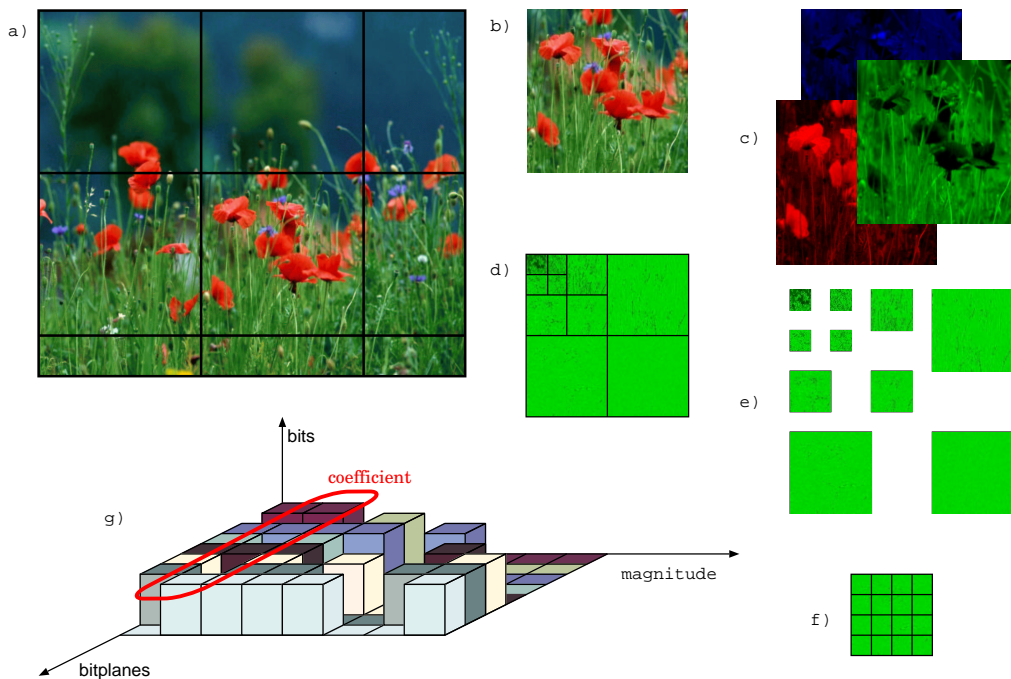 a)
b)
c)
d)
e)
bits
coefficient
g)
magnitude
f)
bitplanes